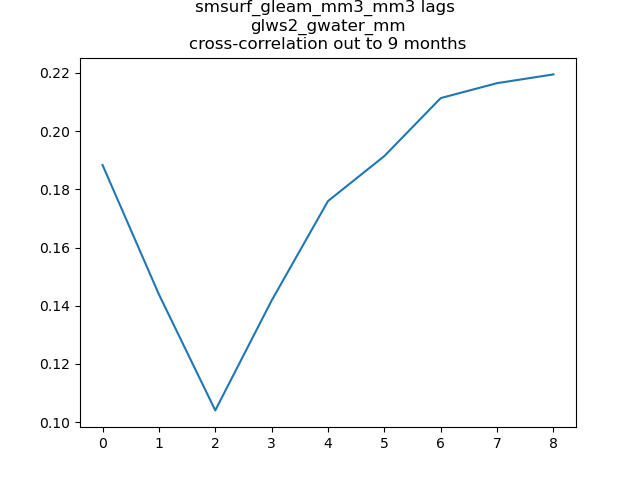 smsurf_gleam_mm3_mm3 lags
glws2_gwater_mm
cross-correlation out to 9 months
0.22
0.20
0.18
0.16
0.14
0.12
0.10
0 1 2 3 4 5 6 7 8